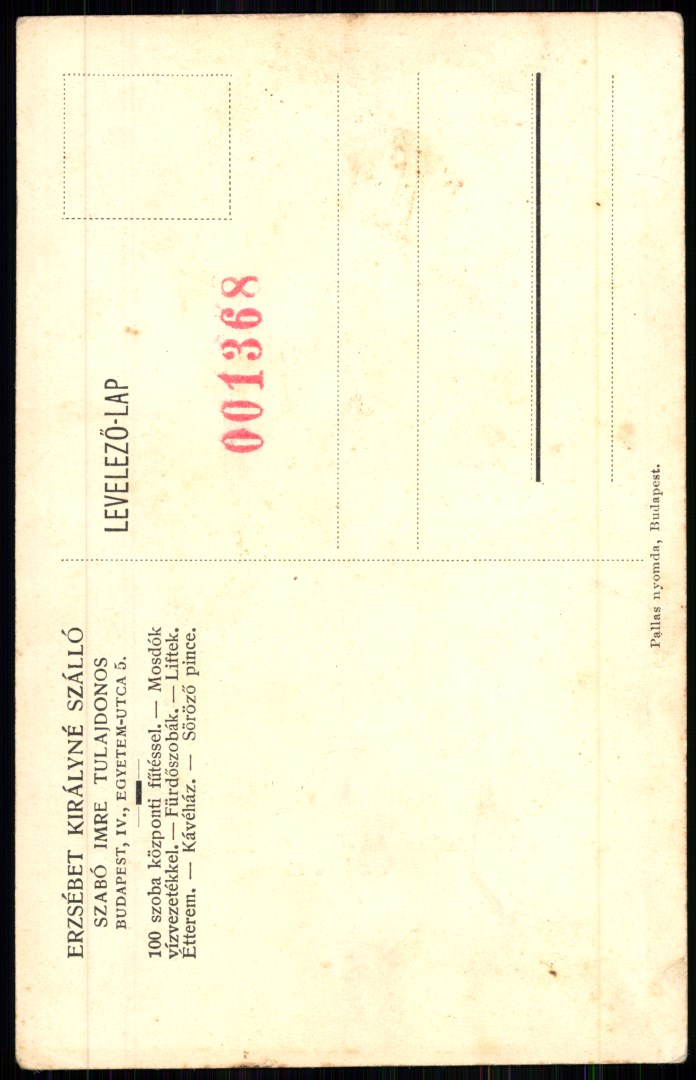 ERZSÉBET KIRÁLYNÉ SZÁLLÓ
SZABÓ IMRE TULAJDONOS
BUDAPEST, IV., EGYETEM-UTCA 5.
100 szoba központi fűtéssel. — Mosdók
vízvezetékkel. — Fürdőszobák. — Liftek.
Étterem. — Kávéház. — Söröző pince.
LEVELEZŐ-LAP
001368
Pallas nyomda, Budapest.